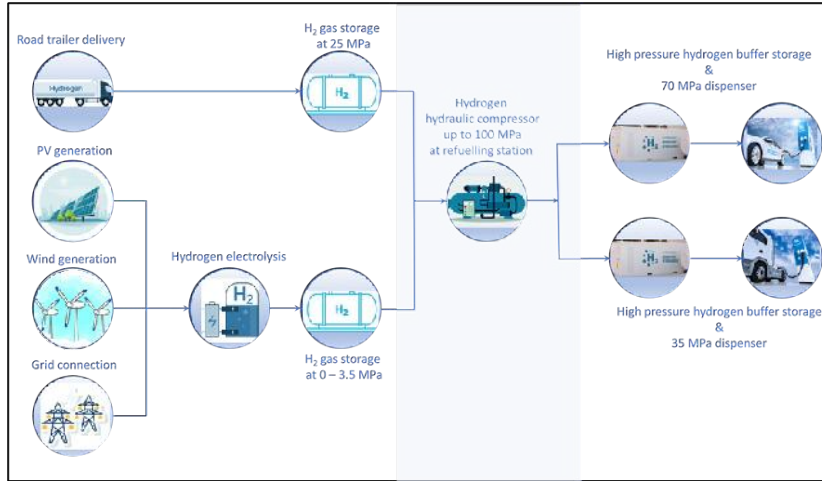 Road trailer delivery
Hydrogen
H2 gas storage
at 25 MPa
H2
PV generation
Wind generation
Grid connection
Hydrogen electrolysis
H2
H2
H2 gas storage
at 0 – 3.5 MPa
Hydrogen
hydraulic compressor
up to 100 MPa
at refuelling station
High pressure hydrogen buffer storage
&
70 MPa dispenser
H2
H2
High pressure hydrogen buffer storage
&
35 MPa dispenser